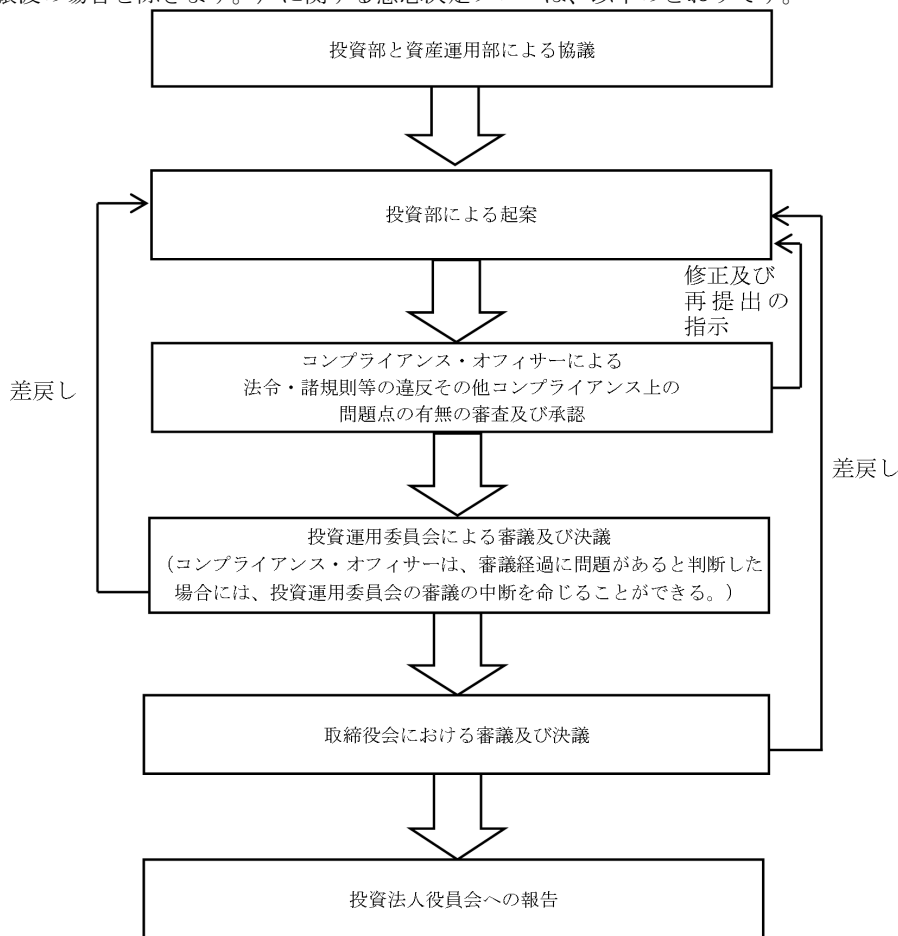 投資部と資産運用部による協議
投資部による起案
修正及び
再提出の
指示
コンプライアンス・オフィサーによる
法令・諸規則等の違反その他コンプライアンス上の
問題点の有無の審査及び承認
差戻し
差戻し
投資運用委員会による審議及び決議
(コンプライアンス・オフィサーは、審議経過に問題があると判断した
場合には、投資運用委員会の審議の中断を命じることができる。)
取締役会における審議及び決議
投資法人役員会への報告